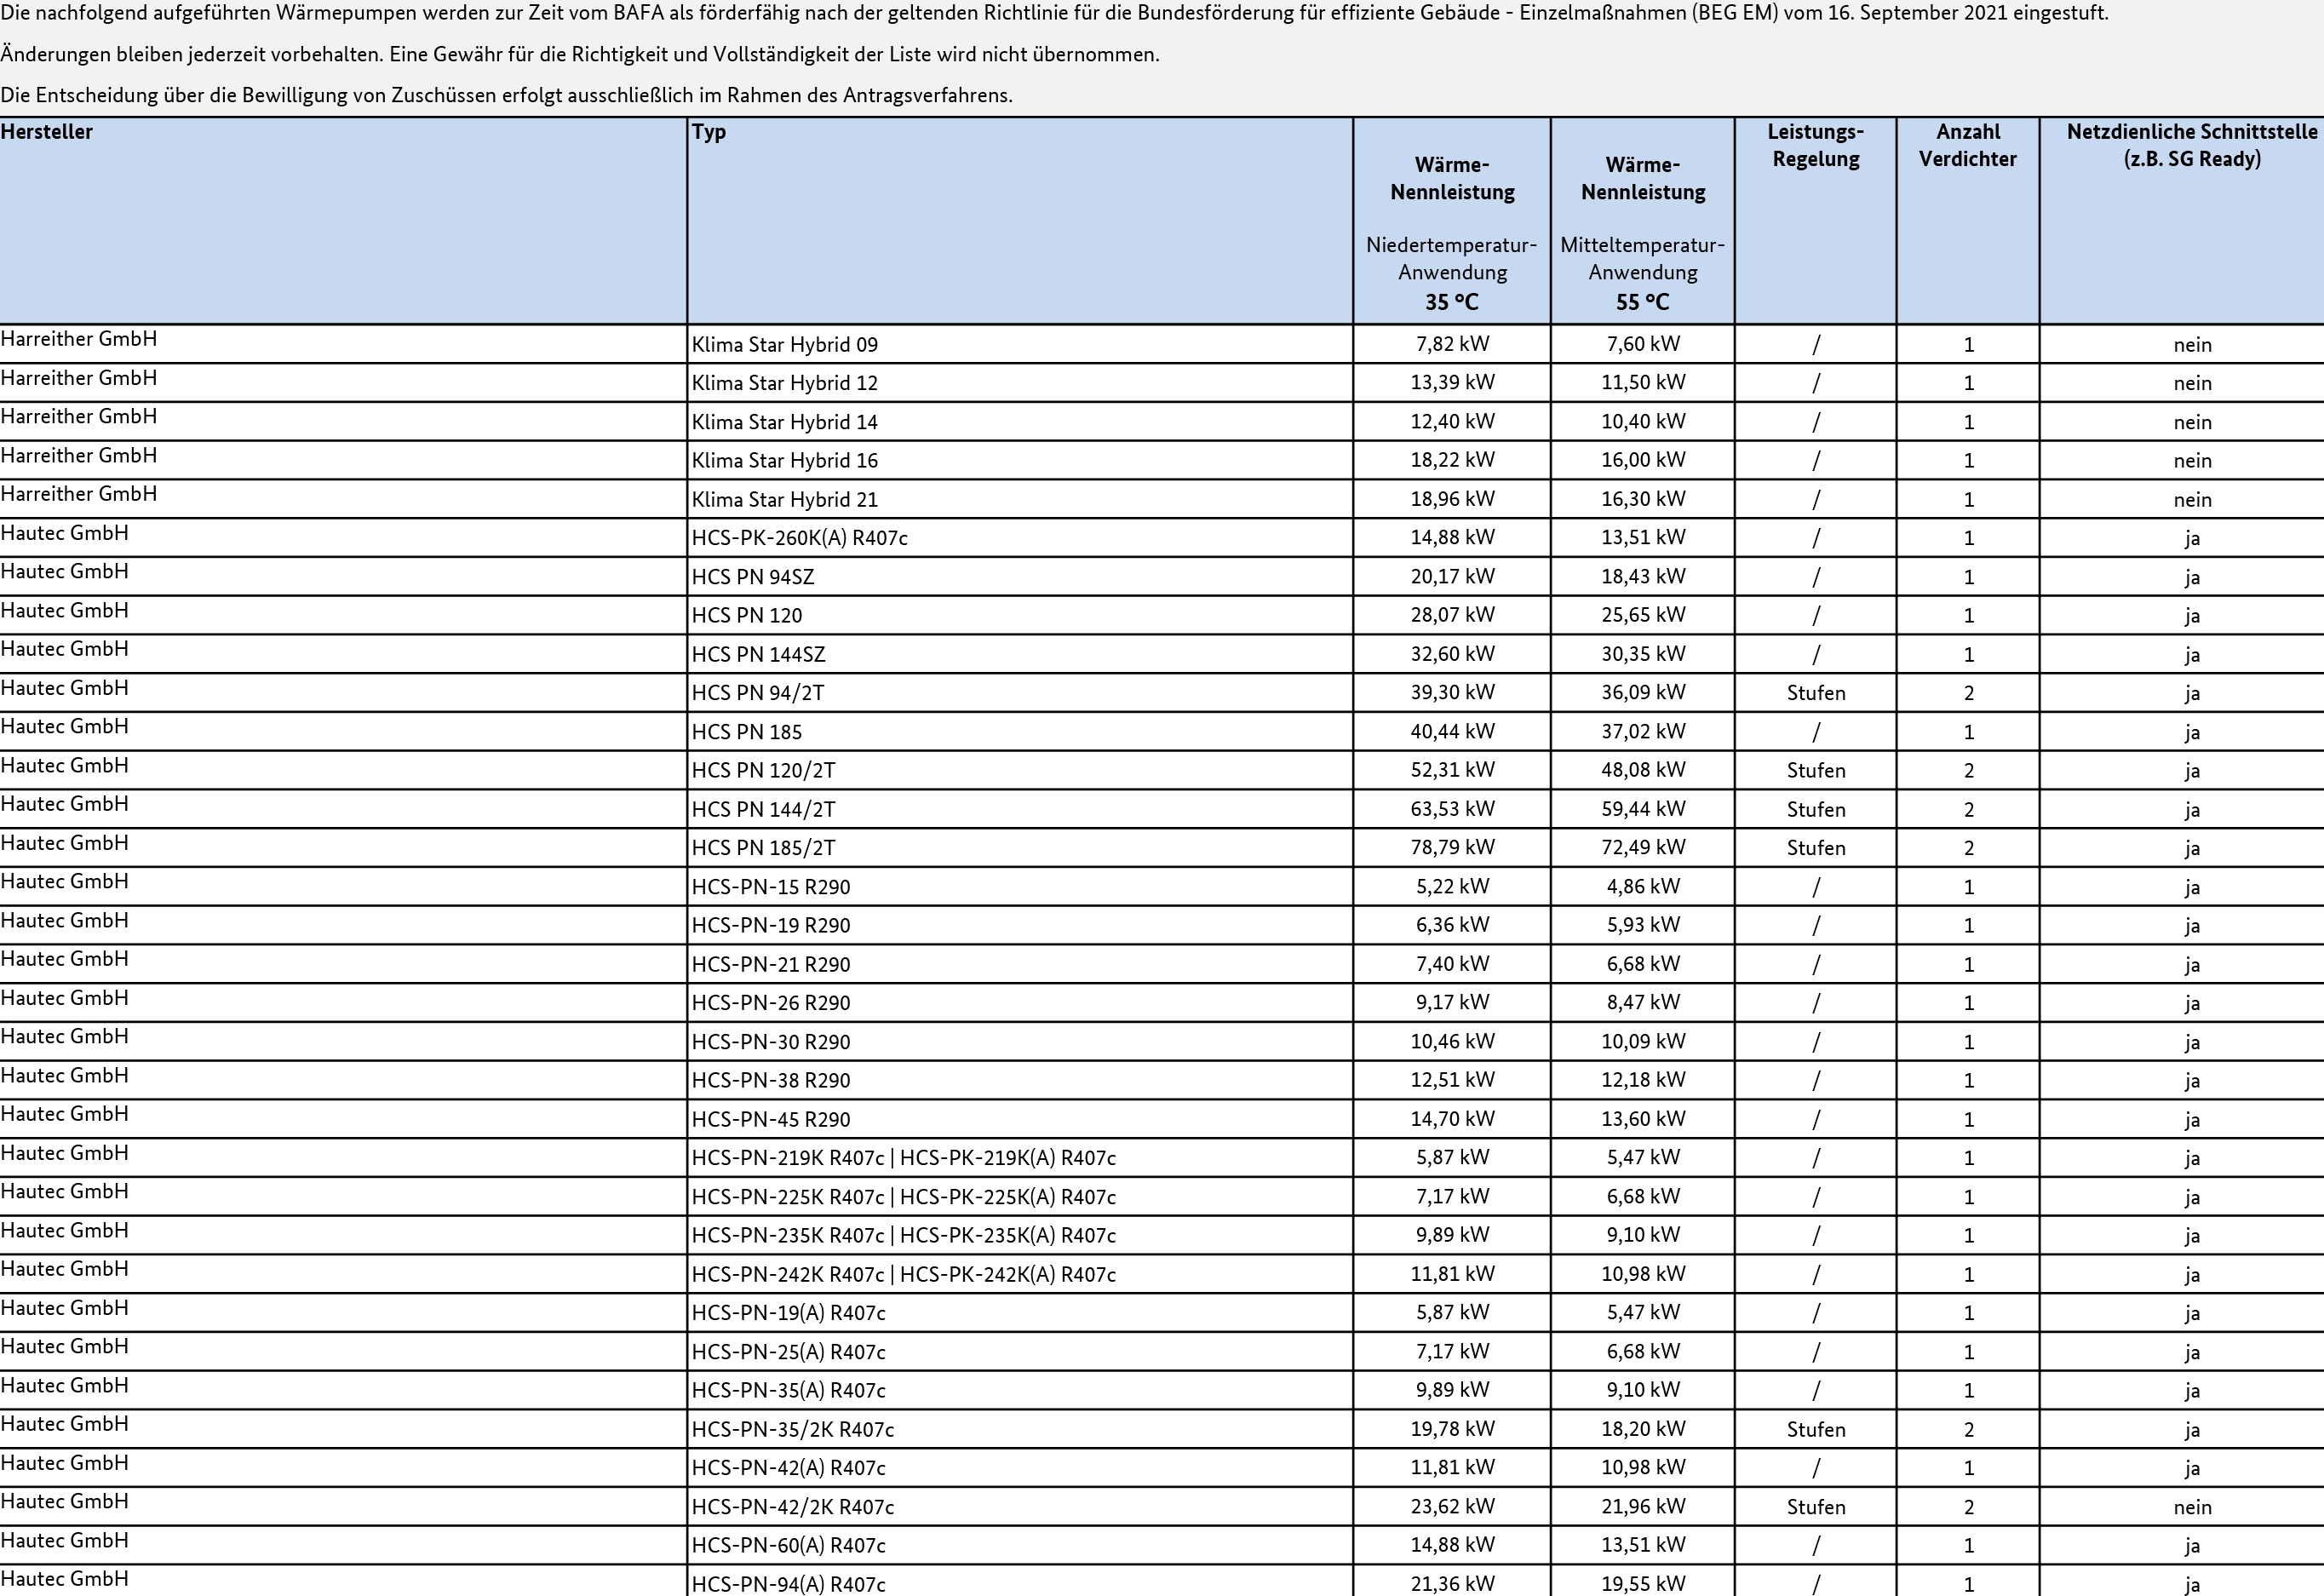 Die nachfolgend aufgeführten Wärmepumpen werden zur Zeit vom BAFA als förderfähig nach der geltenden Richtlinie für die Bundesförderung für effiziente Gebäude - Einzelmaßnahmen (BEG EM) vom 16. September 2021 eingestuft.
Änderungen bleiben jederzeit vorbehalten. Eine Gewähr für die Richtigkeit und Vollständigkeit der Liste wird nicht übernommen.
Die Entscheidung über die Bewilligung von Zuschüssen erfolgt ausschließlich im Rahmen des Antragsverfahrens.
Hersteller
Typ
Wärme-
Nennleistung
Niedertemperatur-
Anwendung
35 °C
Wärme-
Nennleistung
Mitteltemperatur-
Anwendung
55 °C
Leistungs-
Regelung
Anzahl
Verdichter
Netzdienliche Schnittstelle
(z.B. SG Ready)
Harreither GmbH Klima Star Hybrid 09 7,82 kW 7,60 kW / 1 nein
Harreither GmbH Klima Star Hybrid 12 13,39 kW 11,50 kW / 1 nein
Harreither GmbH Klima Star Hybrid 14 12,40 kW 10,40 kW / 1 nein
Harreither GmbH Klima Star Hybrid 16 18,22 kW 16,00 kW / 1 nein
Harreither GmbH Klima Star Hybrid 21 18,96 kW 16,30 kW / 1 nein
Hautec GmbH HCS-PK-260K(A) R407c 14,88 kW 13,51 kW / 1 ja
Hautec GmbH HCS PN 94SZ 20,17 kW 18,43 kW / 1 ja
Hautec GmbH HCS PN 120 28,07 kW 25,65 kW / 1 ja
Hautec GmbH HCS PN 144SZ 32,60 kW 30,35 kW / 1 ja
Hautec GmbH HCS PN 94/2T 39,30 kW 36,09 kW Stufen 2 ja
Hautec GmbH HCS PN 185 40,44 kW 37,02 kW / 1 ja
Hautec GmbH HCS PN 120/2T 52,31 kW 48,08 kW Stufen 2 ja
Hautec GmbH HCS PN 144/2T 63,53 kW 59,44 kW Stufen 2 ja
Hautec GmbH HCS PN 185/2T 78,79 kW 72,49 kW Stufen 2 ja
Hautec GmbH HCS-PN-15 R290 5,22 kW 4,86 kW / 1 ja
Hautec GmbH HCS-PN-19 R290 6,36 kW 5,93 kW / 1 ja
Hautec GmbH HCS-PN-21 R290 7,40 kW 6,68 kW / 1 ja
Hautec GmbH HCS-PN-26 R290 9,17 kW 8,47 kW / 1 ja
Hautec GmbH HCS-PN-30 R290 10,46 kW 10,09 kW / 1 ja
Hautec GmbH HCS-PN-38 R290 12,51 kW 12,18 kW / 1 ja
Hautec GmbH HCS-PN-45 R290 14,70 kW 13,60 kW / 1 ja
Hautec GmbH HCS-PN-219K R407c | HCS-PK-219K(A) R407c 5,87 kW 5,47 kW / 1 ja
Hautec GmbH HCS-PN-225K R407c | HCS-PK-225K(A) R407c 7,17 kW 6,68 kW / 1 ja
Hautec GmbH HCS-PN-235K R407c | HCS-PK-235K(A) R407c 9,89 kW 9,10 kW / 1 ja
Hautec GmbH HCS-PN-242K R407c | HCS-PK-242K(A) R407c 11,81 kW 10,98 kW / 1 ja
Hautec GmbH HCS-PN-19(A) R407c 5,87 kW 5,47 kW / 1 ja
Hautec GmbH HCS-PN-25(A) R407c 7,17 kW 6,68 kW / 1 ja
Hautec GmbH HCS-PN-35(A) R407c 9,89 kW 9,10 kW / 1 ja
Hautec GmbH HCS-PN-35/2K R407c 19,78 kW 18,20 kW Stufen 2 ja
Hautec GmbH HCS-PN-42(A) R407c 11,81 kW 10,98 kW / 1 ja
Hautec GmbH HCS-PN-42/2K R407c 23,62 kW 21,96 kW Stufen 2 nein
Hautec GmbH HCS-PN-60(A) R407c 14,88 kW 13,51 kW / 1 ja
Hautec GmbH HCS-PN-94(A) R407c 21,36 kW 19,55 kW / 1 ja